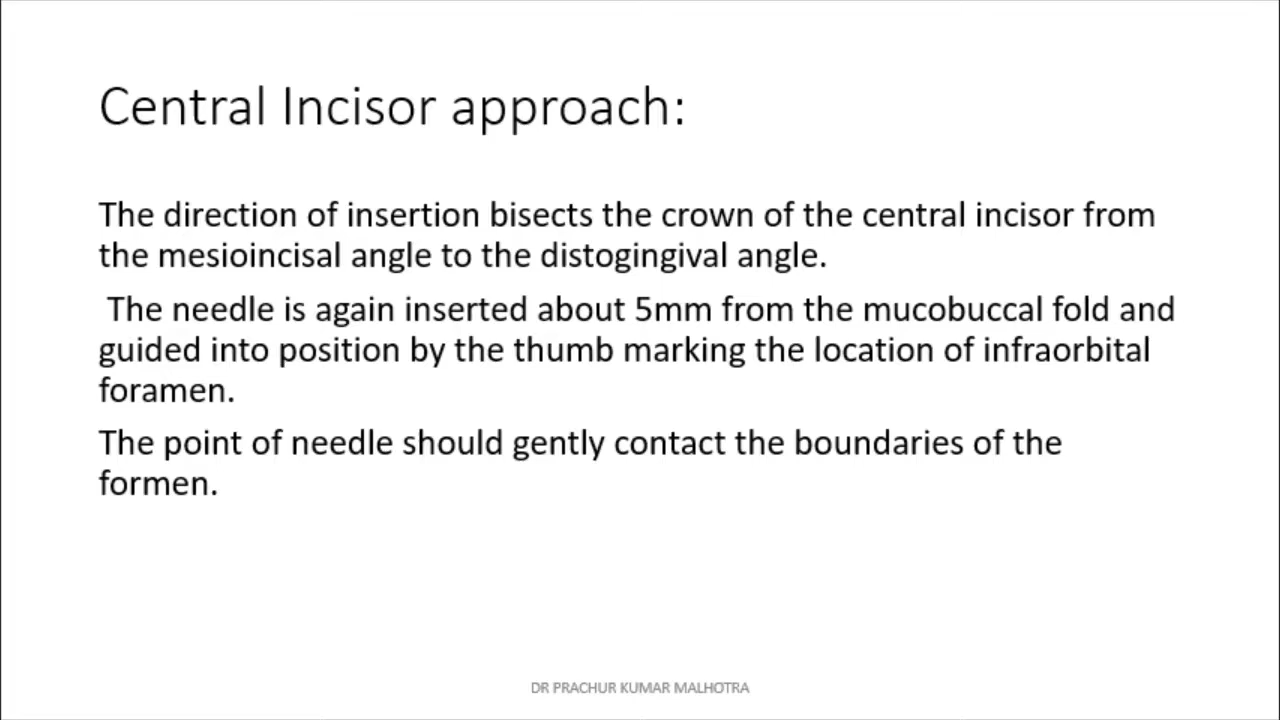 Central Incisor approach:
The direction of insertion bisects the crown of the central incisor from
the mesioincisal angle to the distogingival angle.
The needle is again inserted about 5mm from the mucobuccal fold and
guided into position by the thumb marking the location of infraorbital
foramen.
The point of needle should gently contact the boundaries of the
formen.
DR PRACHUR KUMAR MALHOTRA